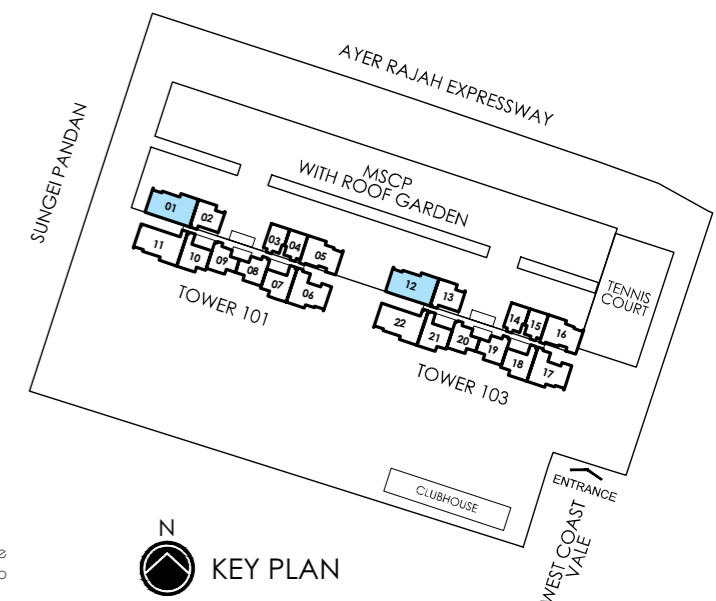 AYER RAJAH EXPRESSWAY
SUNGEI PANDAN
MSCP
WITH ROOF GARDEN
TENNIS
COURT
01
02
03
04
05
11
10
09
08
07
06
TOWER 101
12
13
14
15
16
22
21
20
19
18
17
TOWER 103
CLUBHOUSE
ENTRANCE
WEST COAST
VALE
N
KEY PLAN